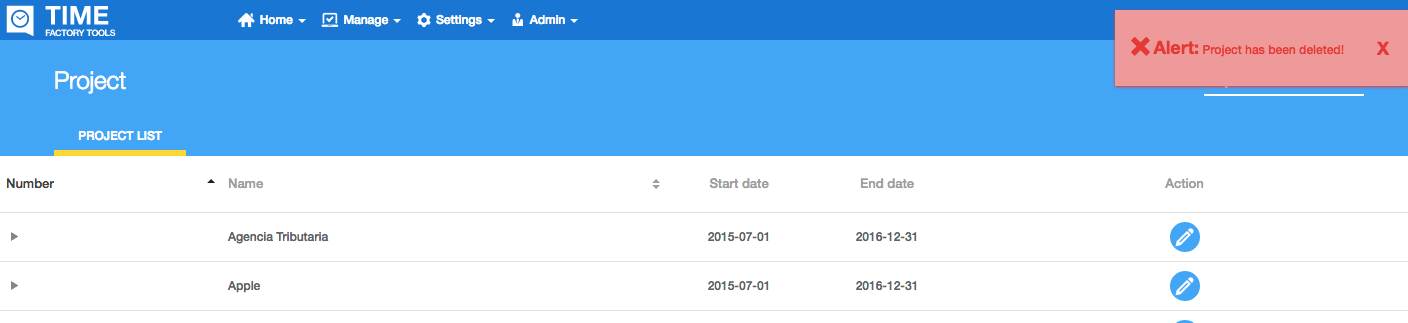 TIME
FACTORY TOOLS
Home
Manage
Settings
Admin
Alert: Project has been deleted!
X
Project
PROJECT LIST
Number Name Start date End date Action
Agencia Tributaria 2015-07-01 2016-12-31
Apple 2015-07-01 2016-12-31